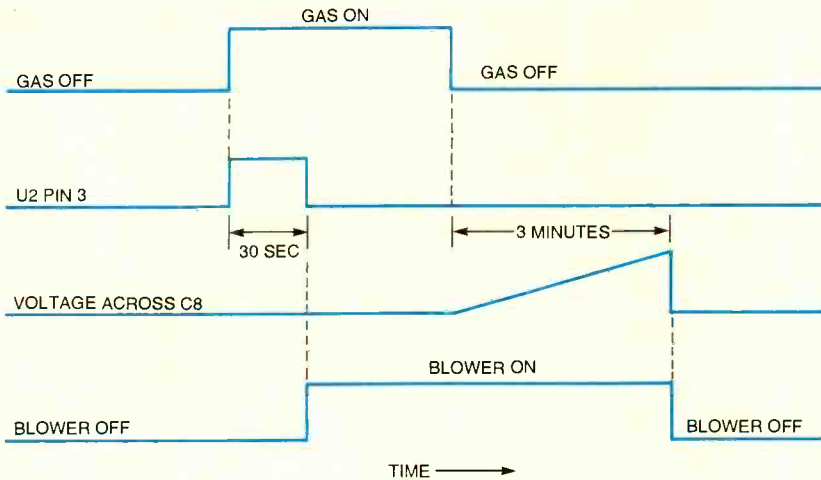 GAS ON
GAS OFF
GAS OFF
U2 PIN 3
30 SEC
3 MINUTES
VOLTAGE ACROSS C8
BLOWER ON
BLOWER OFF
BLOWER OFF
TIME